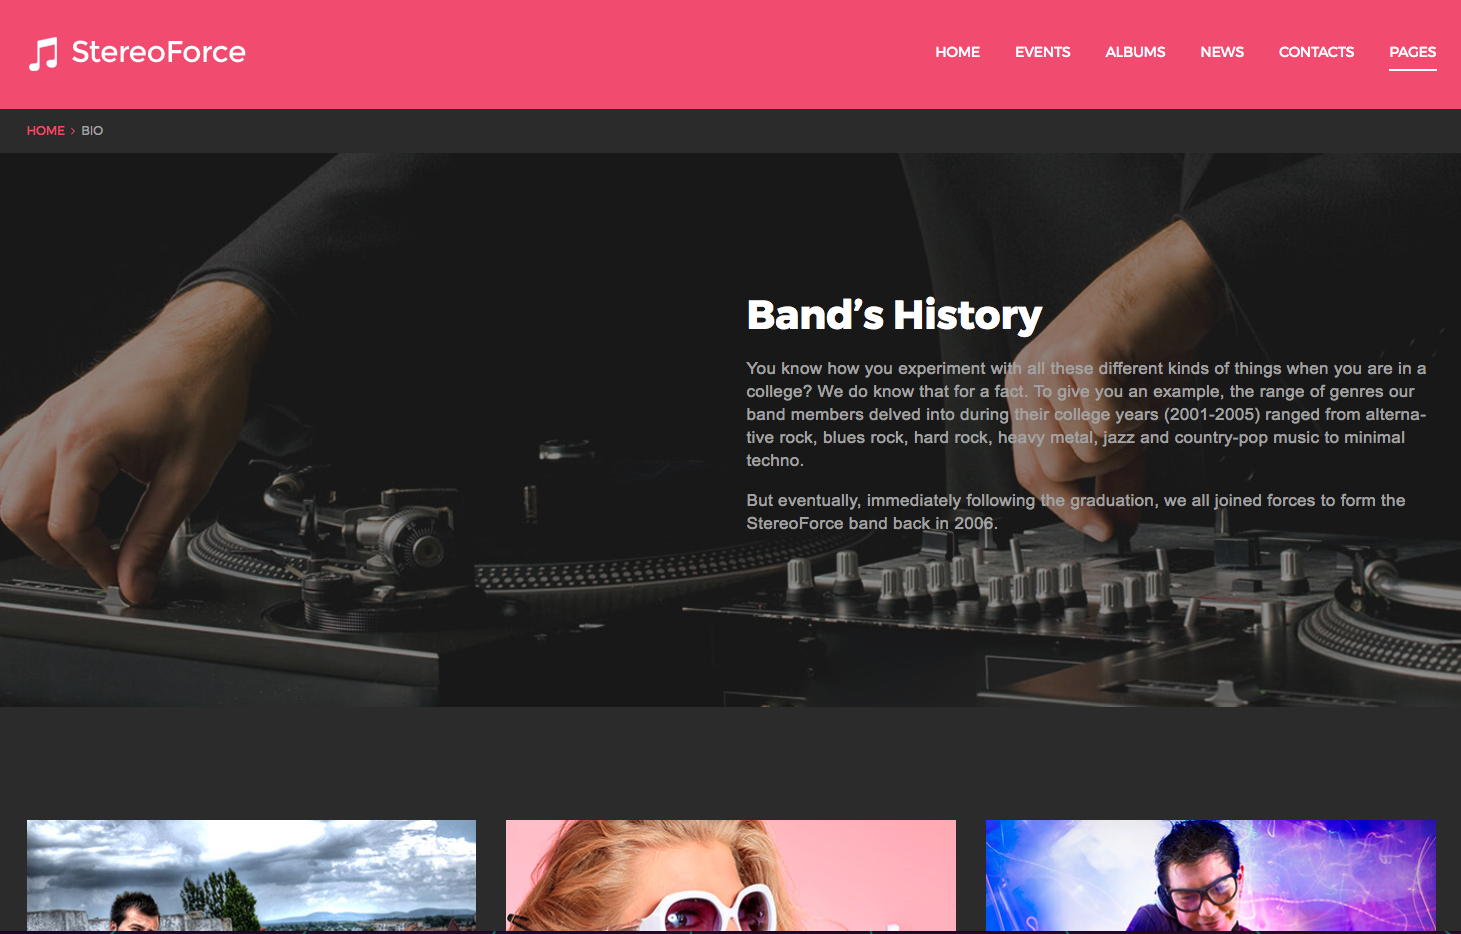 StereoForce
HOME EVENTS ALBUMS NEWS CONTACTS PAGES
HOME > BIO
Band’s History
You know how you experiment with all these different kinds of things when you are in a
college? We do know that for a fact. To give you an example, the range of genres our
band members delved into during their college years (2001-2005) ranged from alterna-
tive rock, blues rock, hard rock, heavy metal, jazz and country-pop music to minimal
techno.
But eventually, immediately following the graduation, we all joined forces to form the
StereoForce band back in 2006.